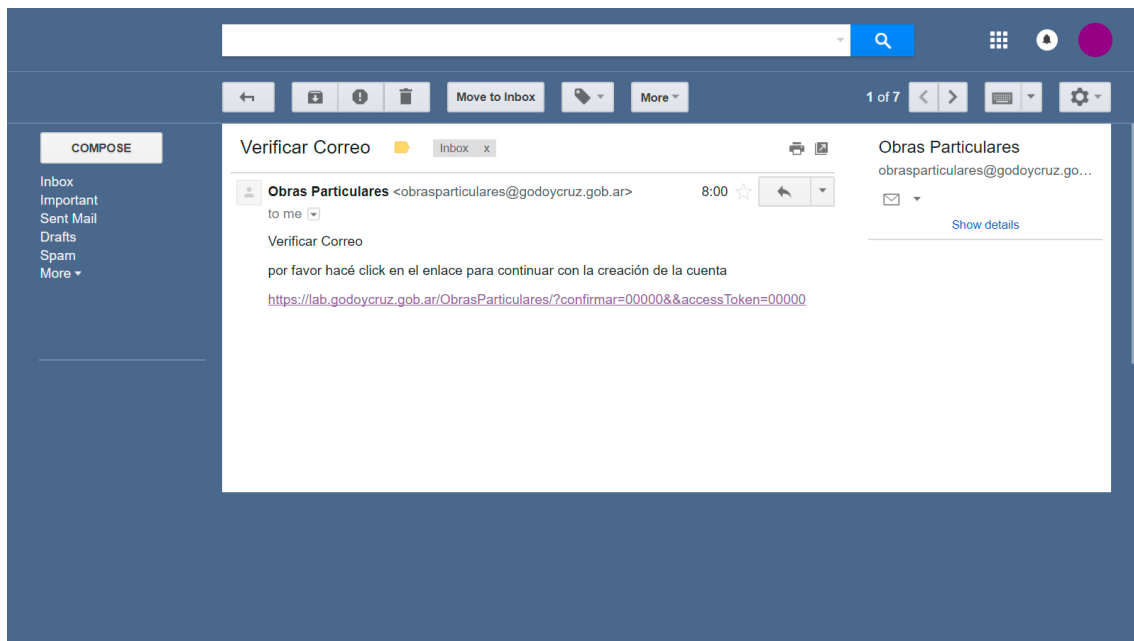 Move to Inbox
More
1 of 7
COMPOSE
Inbox
Important
Sent Mail
Drafts
Spam
More
Verificar Correo
Inbox x
Obras Particulares <obrasparticulares@godoycruz.gob.ar>
8:00
to me
Verificar Correo
por favor hacé click en el enlace para continuar con la creación de la cuenta
https://lab.godoycruz.gob.ar/ObrasParticulares/?confirmar=00000&&accessToken=00000
Obras Particulares
obrasparticulares@godoycruz.go...
Show details